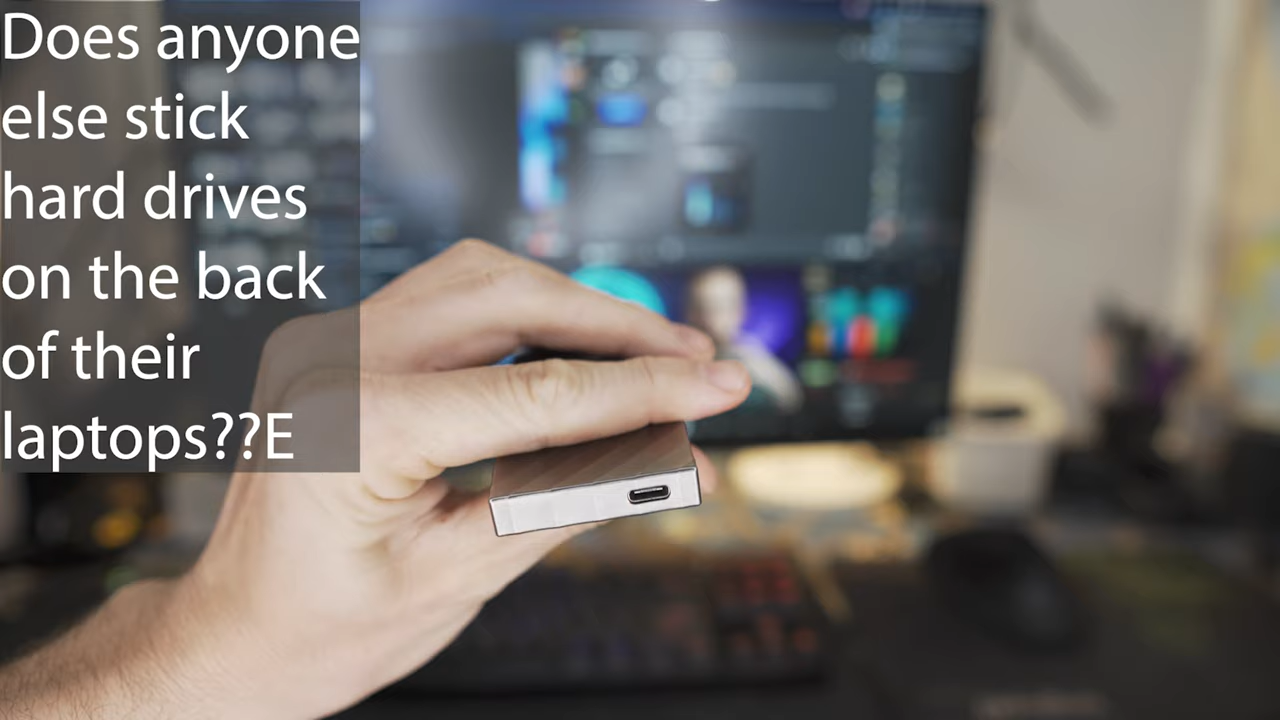 Does anyone
else stick
hard drives
on the back
of their
laptops??E